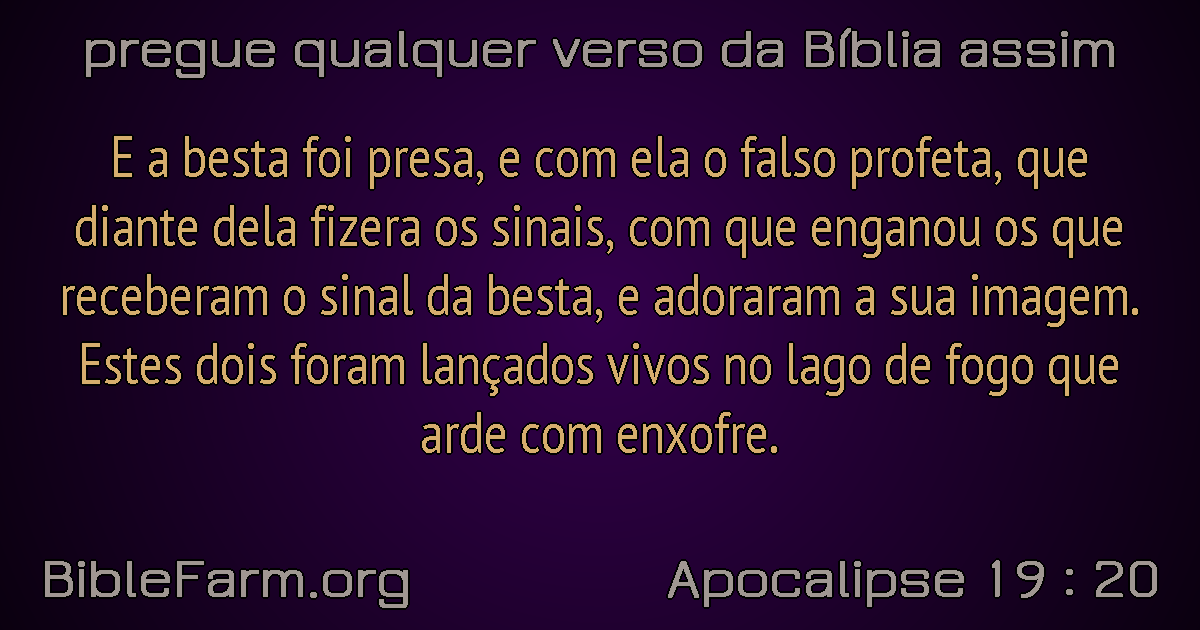 pregue qualquer verso da Bíblia assim
E a besta foi presa, e com ela o falso profeta, que
diante dela fizera os sinais, com que enganou os que
receberam o sinal da besta, e adoraram a sua imagem.
Estes dois foram lançados vivos no lago de fogo que
arde com enxofre.
BibleFarm.org
Apocalipse 19 : 20